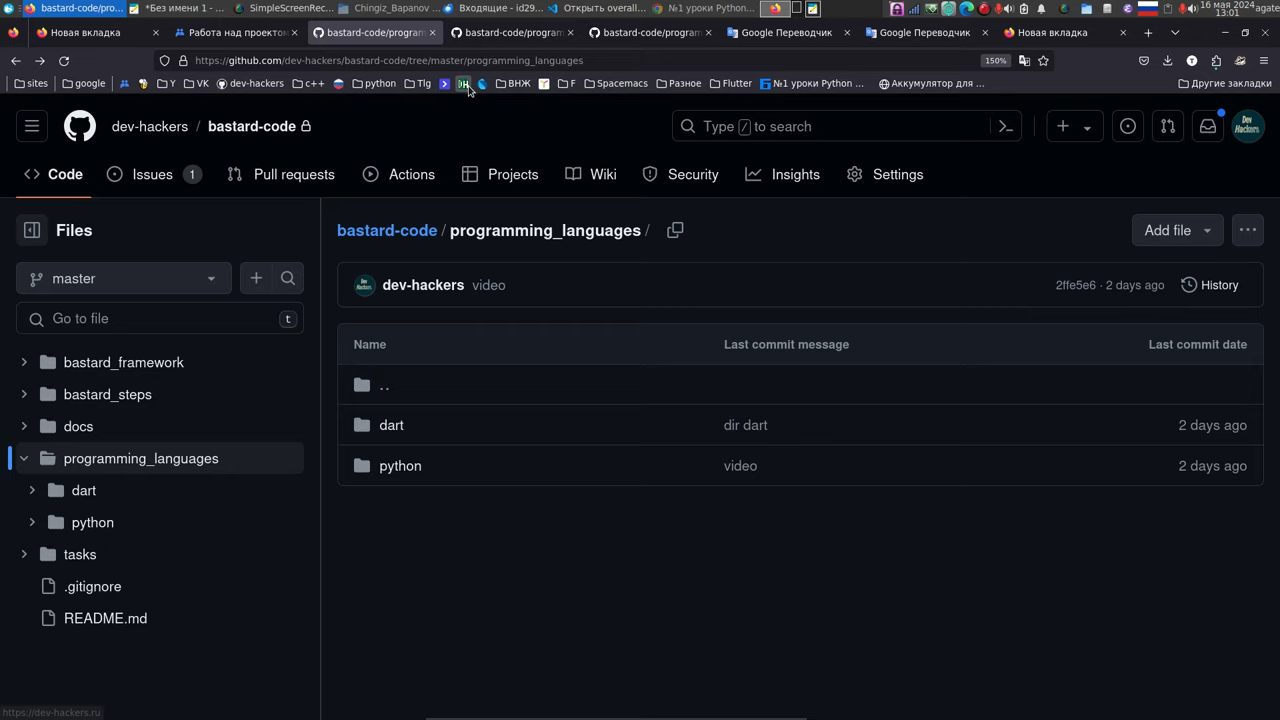 bastard-code/pro...
*Без имени 1 - ...
SimpleScreenRec...
Chingiz_Bapanov ...
Входящие - id29...
Открыть overall...
№1 уроки Python...
16 мая 2024
13:01
agate
Новая вкладка
Работа над проектом
bastard-code/program
bastard-code/program
bastard-code/program
Google Переводчик
Google Переводчик
Новая вкладка
https://github.com/dev-hackers/bastard-code/tree/master/programming_languages
150%
sites
google
Y
VK
dev-hackers
c++
python
Tlg
ВНЖ
F
Spacemacs
Разное
Flutter
№1 уроки Python ...
Аккумулятор для ...
Другие закладки
dev-hackers / bastard-code
Type / to search
Dev
Hackers
Code
Issues 1
Pull requests
Actions
Projects
Wiki
Security
Insights
Settings
Files
bastard-code / programming_languages /
Add file
master
dev-hackers video
2ffe5e6 · 2 days ago
History
Go to file
t
Name
Last commit message
Last commit date
..
dart
dir dart
2 days ago
python
video
2 days ago
bastard_framework
bastard_steps
docs
programming_languages
dart
python
tasks
.gitignore
README.md
https://dev-hackers.ru